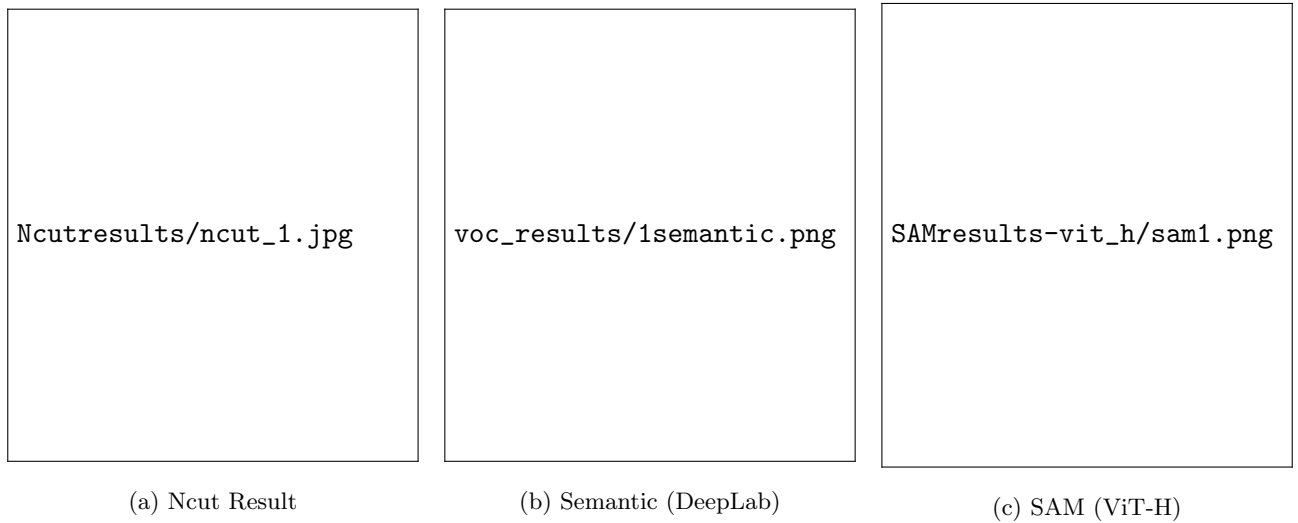 Ncutresults/ncut_1.jpg
voc_results/1semantic.png
SAMresults-vit_h/sam1.png
(a) Ncut Result
(b) Semantic (DeepLab)
(c) SAM (ViT-H)